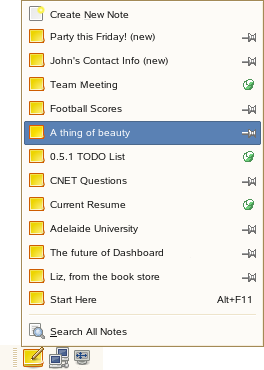 Create New Note
Party this Friday! (new)
John's Contact Info (new)
Team Meeting
Football Scores
A thing of beauty
0.5.1 TODO List
CNET Questions
Current Resume
Adelaide University
The future of Dashboard
Liz, from the book store
Start Here Alt+F11
Search All Notes